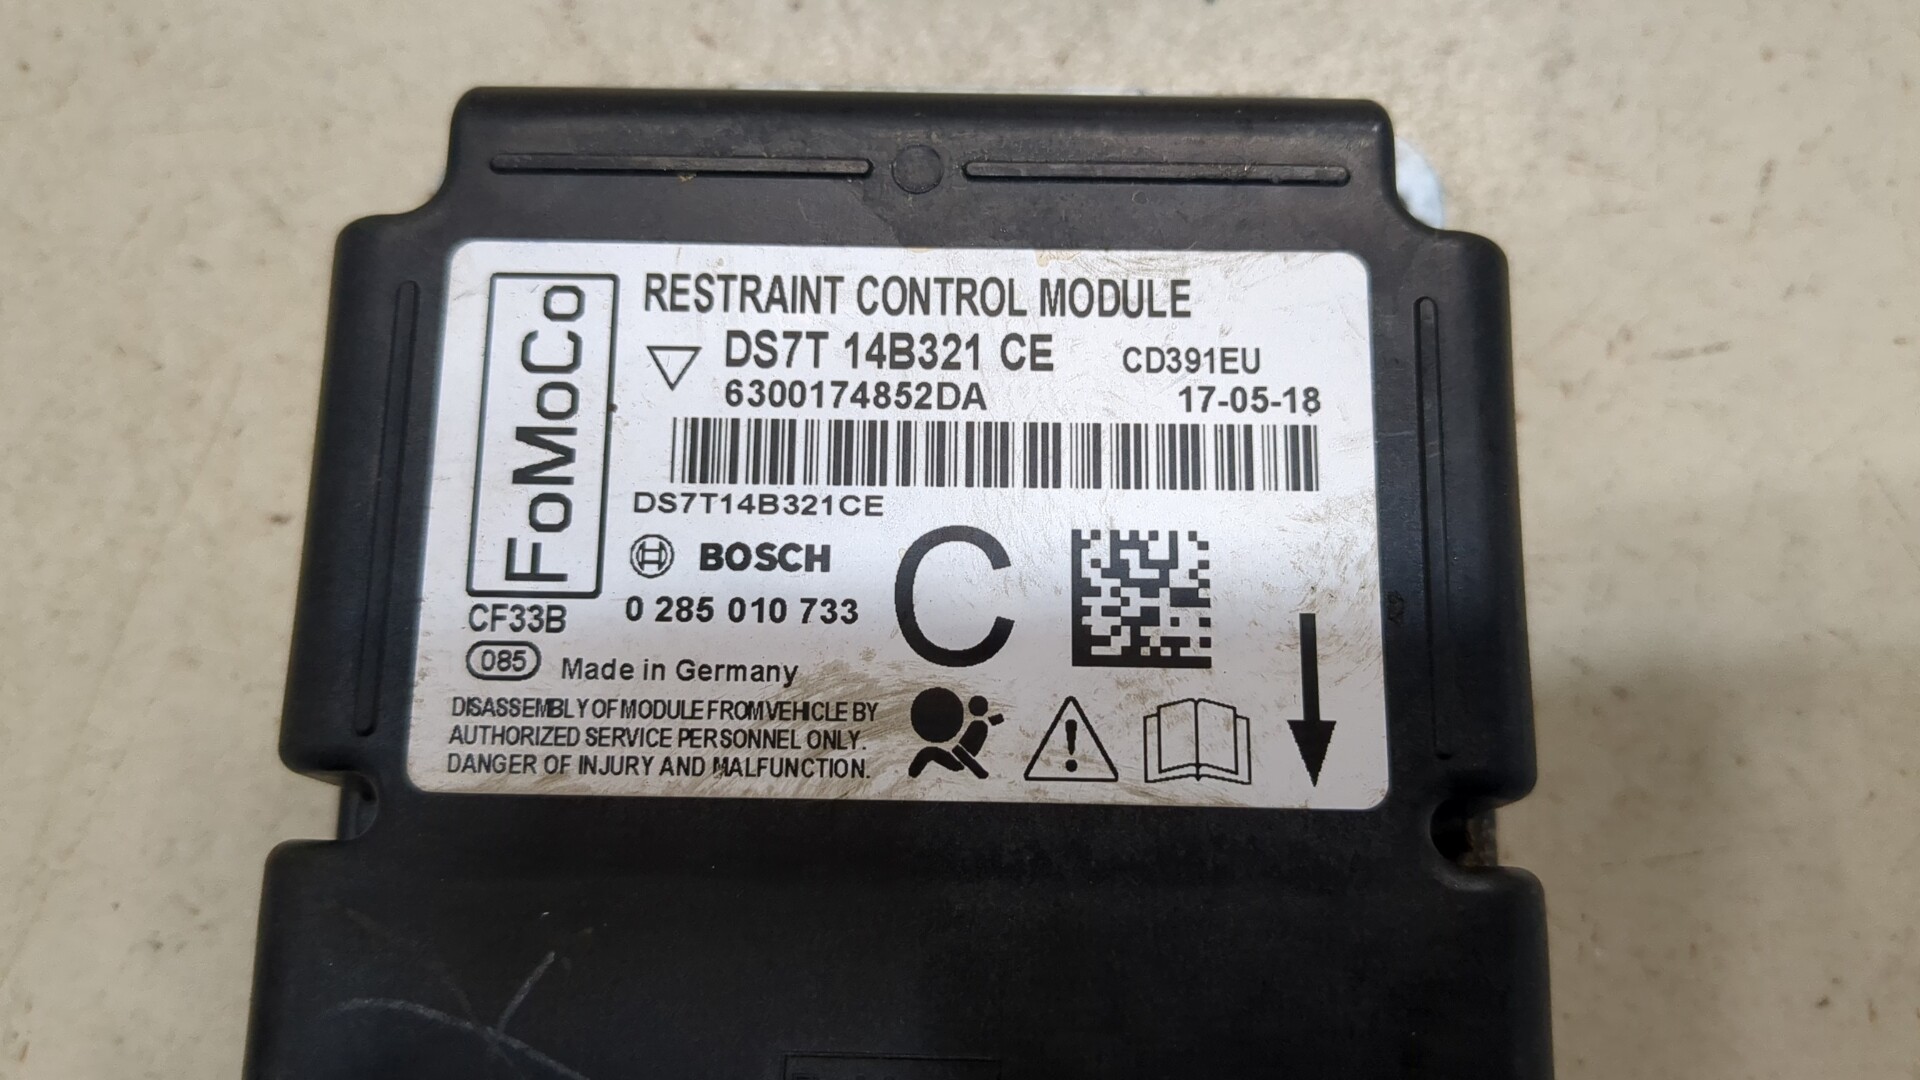 RESTRAINT CONTROL MODULE
DS7T 14B321 CE CD391EU
6300174852DA 17-05-18
DS7T14B321CE
FoMoCo
BOSCH
C
CF33B
0 285 010 733
085
Made in Germany
DISASSEMBLY OF MODULE FROM VEHICLE BY
AUTHORIZED SERVICE PERSONNEL ONLY.
DANGER OF INJURY AND MALFUNCTION.